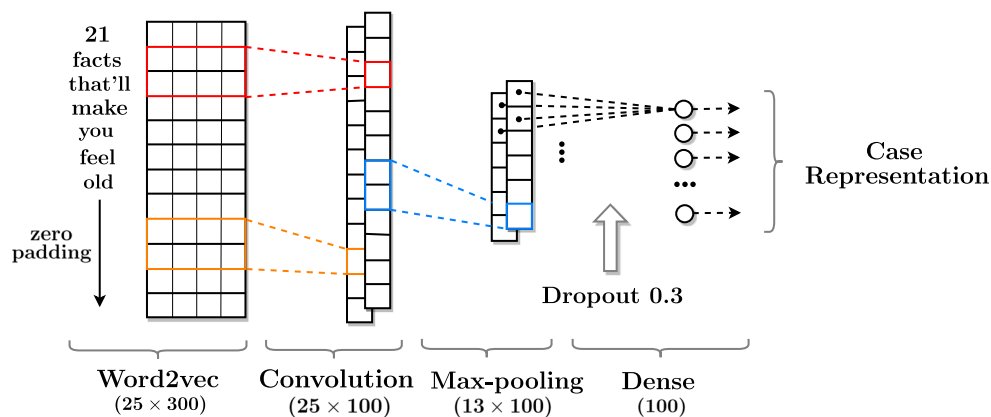 21
facts
that'll
make
you
feel
old
zero
padding
Case
Representation
Dropout 0.3
Word2vec
(25 × 300)
Convolution
(25 × 100)
Max-pooling
(13 × 100)
Dense
(100)